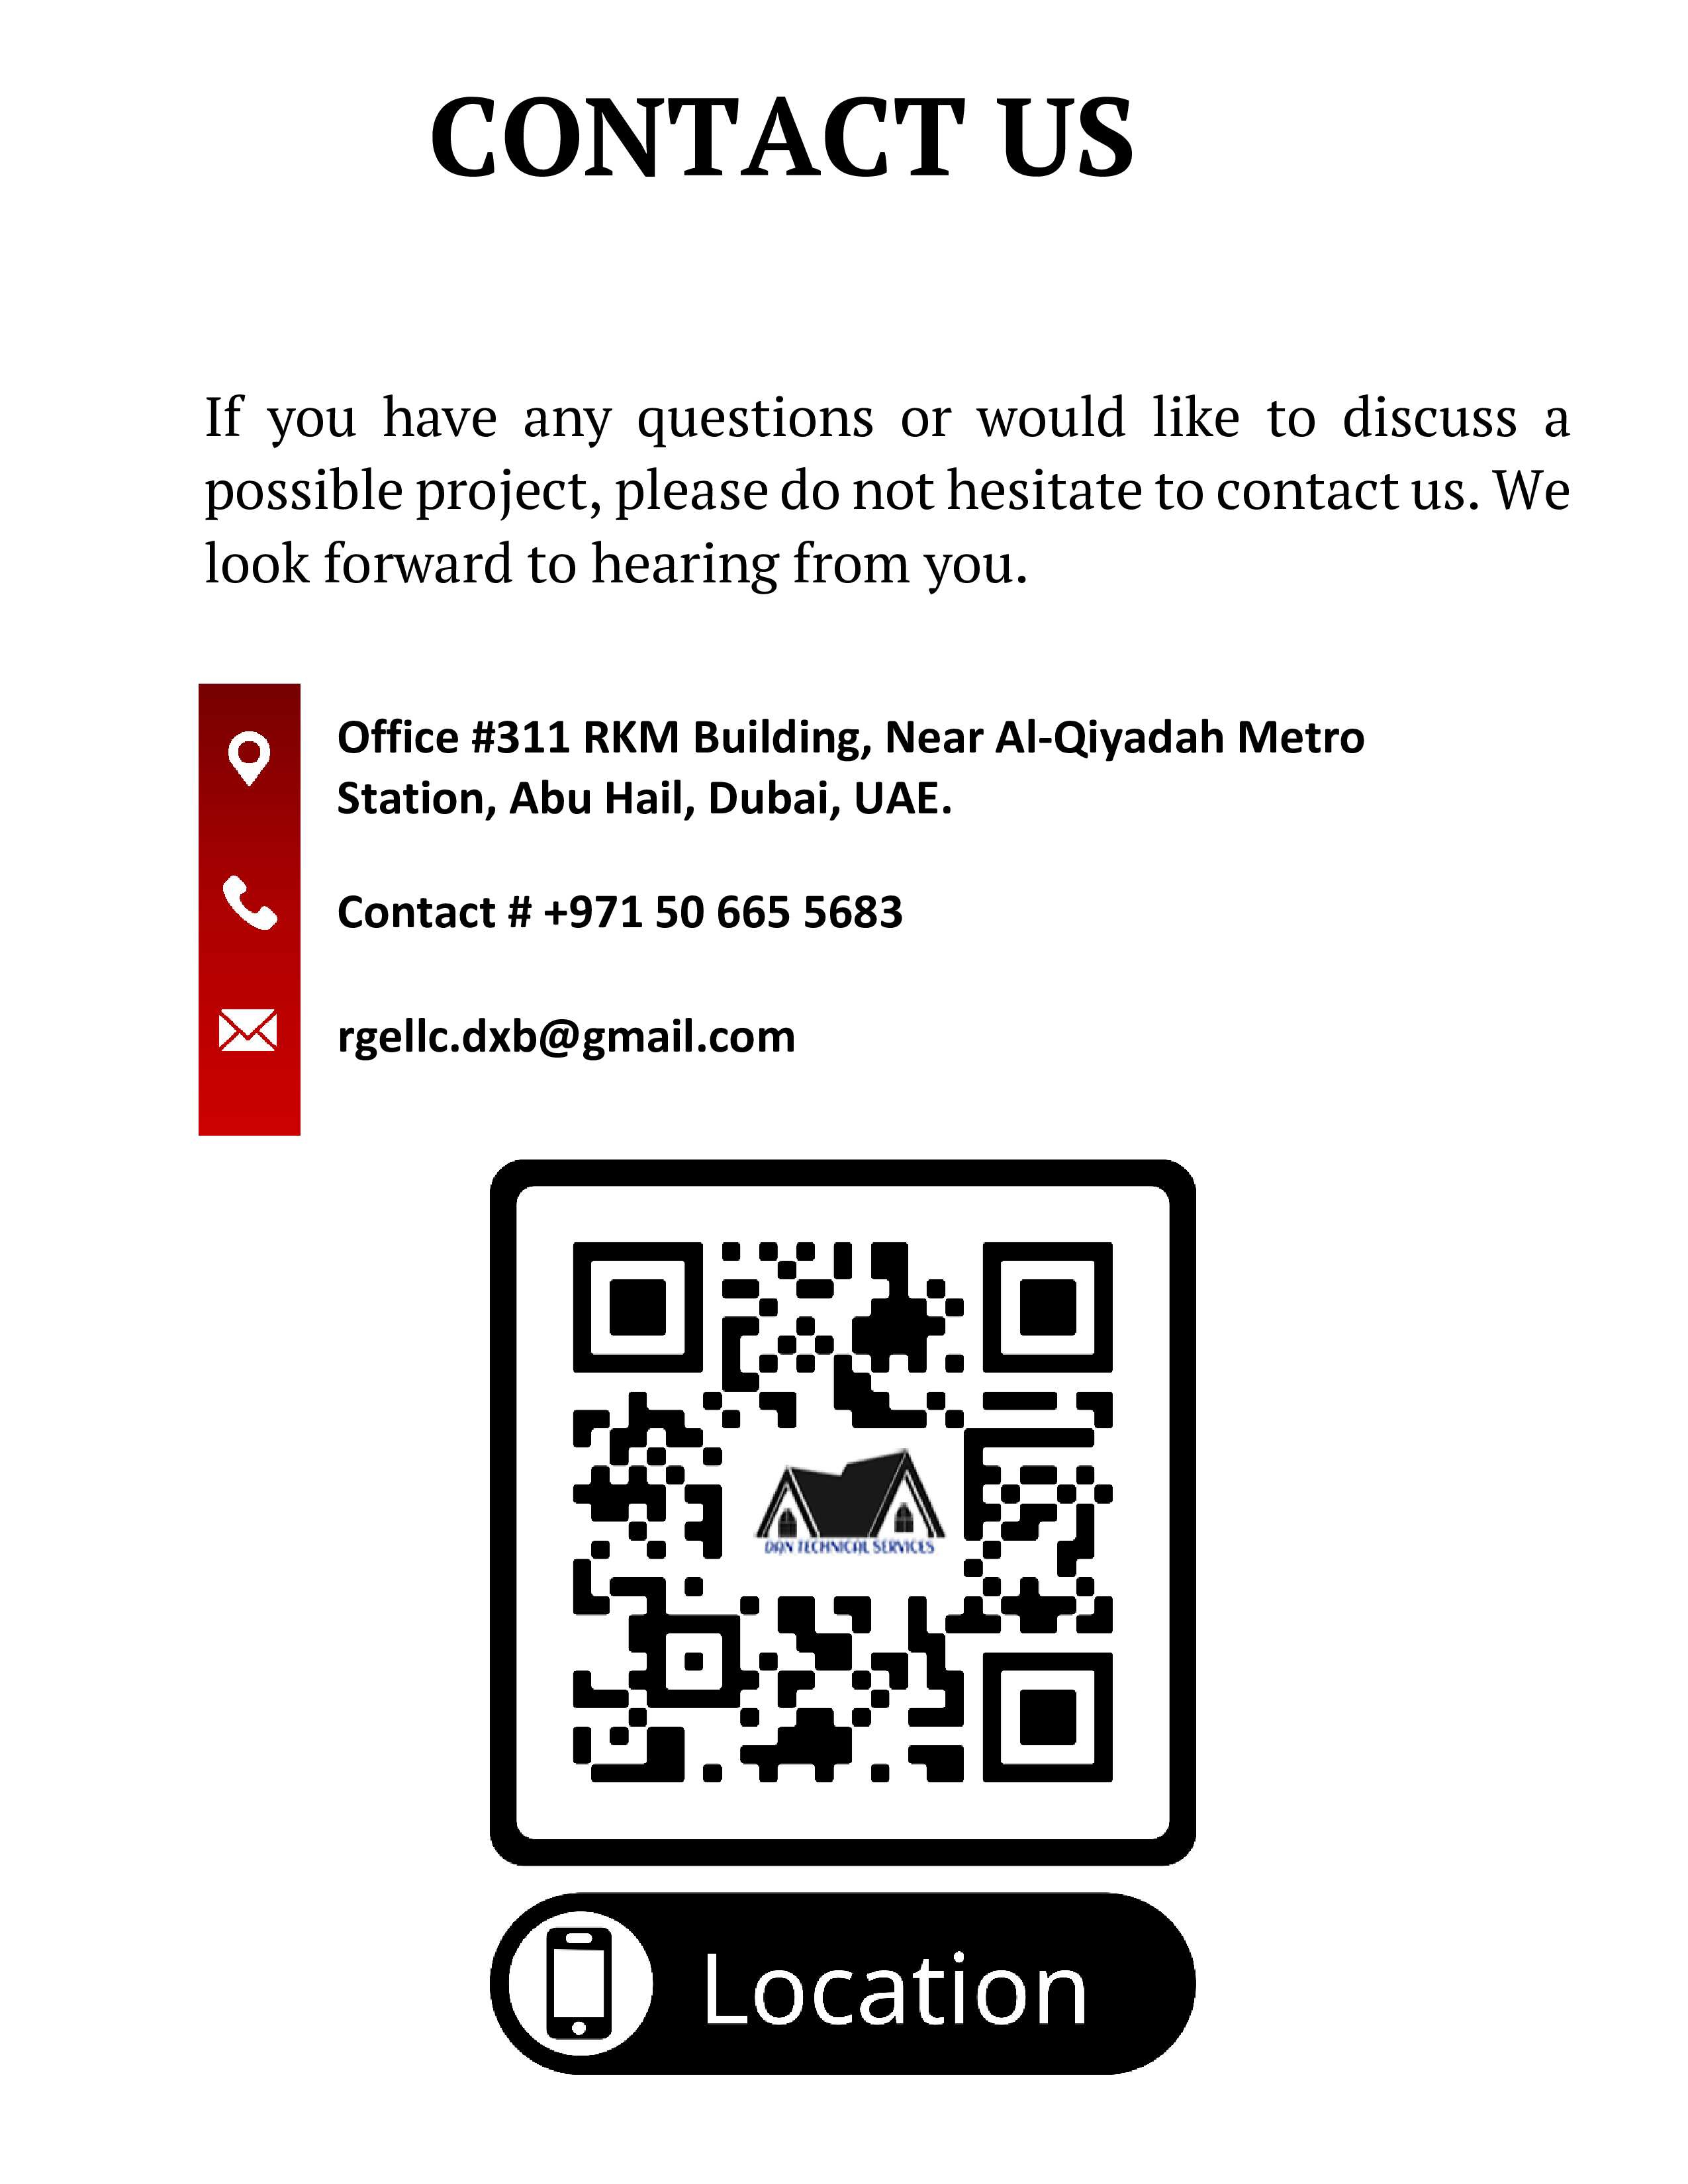 CONTACT US
If you have any questions or would like to discuss a
possible project, please do not hesitate to contact us. We
look forward to hearing from you.
Office #311 RKM Building, Near Al-Qiyadah Metro
Station, Abu Hail, Dubai, UAE.
Contact # +971 50 665 5683
rgellc.dxb@gmail.com
DAN TECHNICAL SERVICES
Location